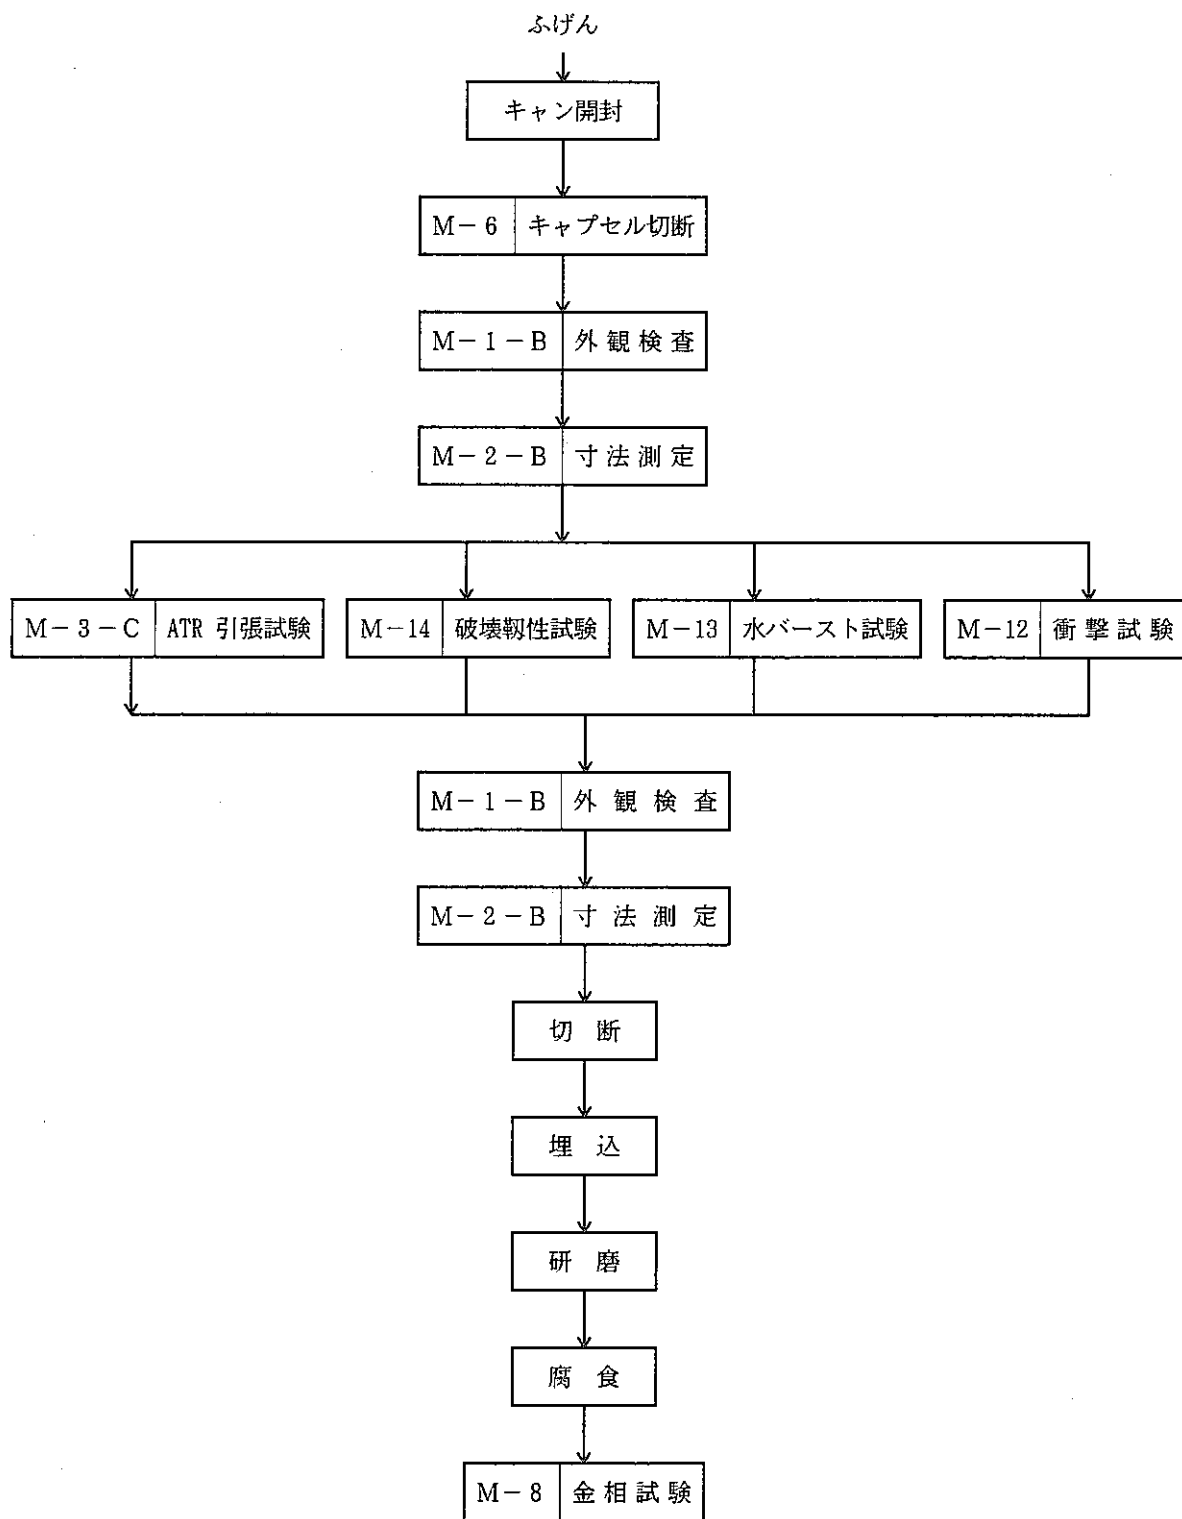 ふげん
キャン開封
M-6 キャプセル切断
M-1-B 外観検査
M-2-B 寸法測定
M-3-C ATR 引張試験 M-14 破壊靱性試験 M-13 水バースト試験 M-12 衝撃試験
M-1-B 外観検査
M-2-B 寸法測定
切断
埋込
研磨
腐食
M-8 金相試験